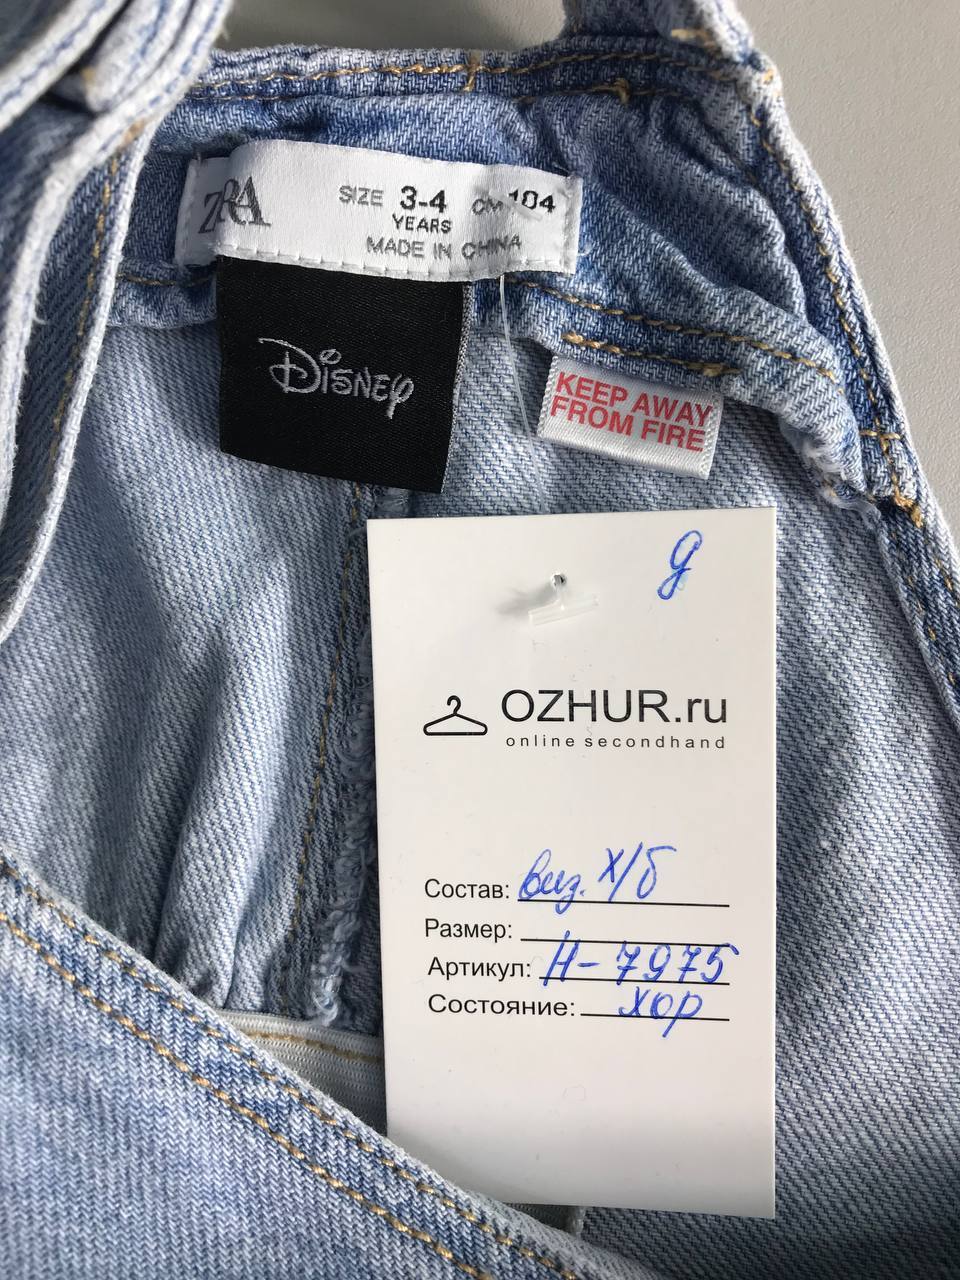 ZARA SIZE 3-4 CM 104
YEARS
MADE IN CHINA
Disney
KEEP AWAY
FROM FIRE
д
OZHUR.ru
online secondhand
Состав: виз. х/б
Размер:
Артикул: Н-7975
Состояние: хор